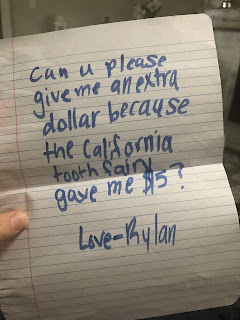 Can u please
give me an extra
dollar because
the California
tooth fairy
gave me $5?
Love-Rylan